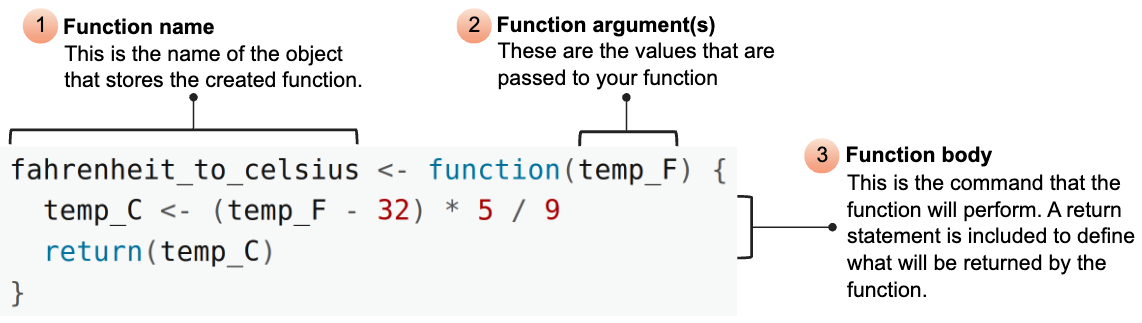 1 Function name
This is the name of the object
that stores the created function.
2 Function argument(s)
These are the values that are
passed to your function
fahrenheit_to_celsius <- function(temp_F) {
  temp_C <- (temp_F - 32) * 5 / 9
  return(temp_C)
}
3 Function body
This is the command that the
function will perform. A return
statement is included to define
what will be returned by the
function.